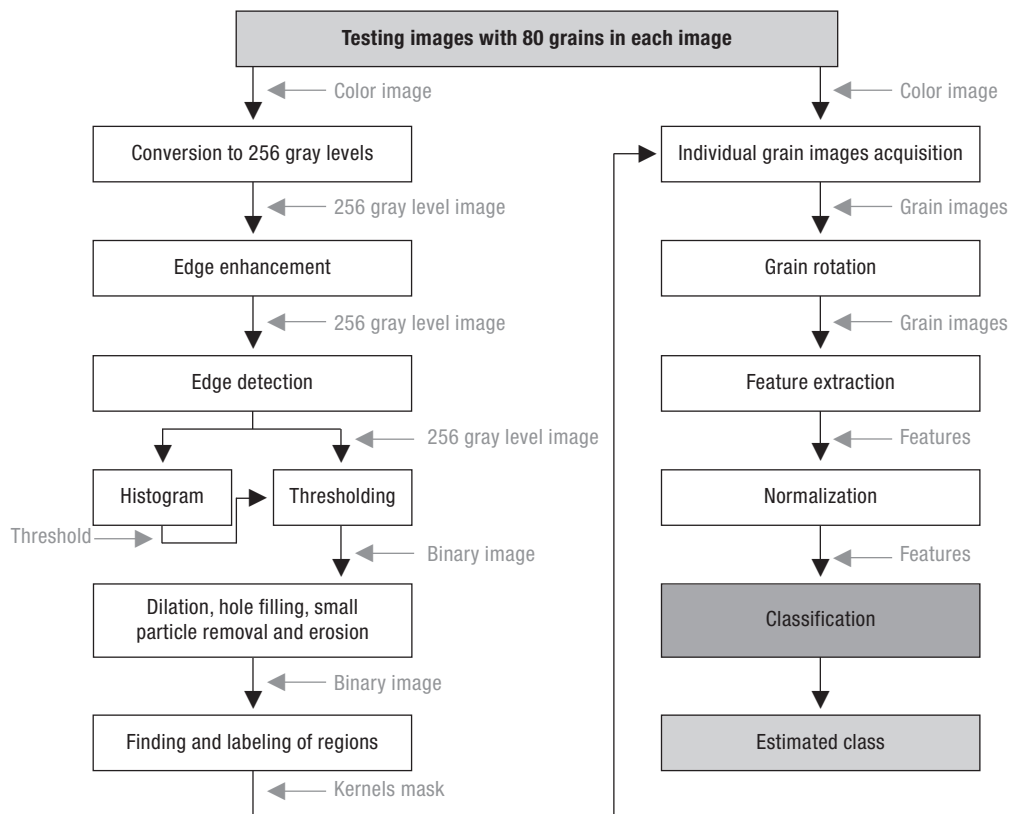 Testing images with 80 grains in each image
Color image
Conversion to 256 gray levels
256 gray level image
Edge enhancement
256 gray level image
Edge detection
256 gray level image
Histogram
Thresholding
Threshold
Binary image
Dilation, hole filling, small
particle removal and erosion
Binary image
Finding and labeling of regions
Kernels mask
Color image
Individual grain images acquisition
Grain images
Grain rotation
Grain images
Feature extraction
Features
Normalization
Features
Classification
Estimated class